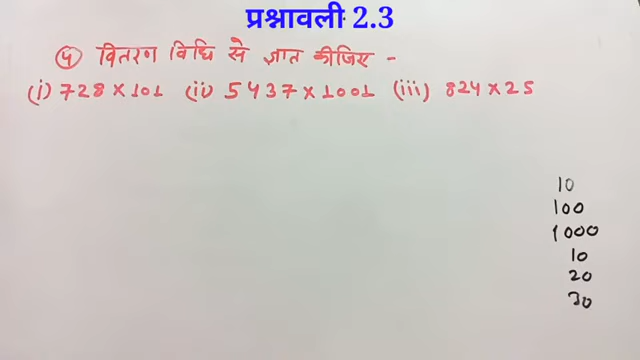 प्रश्नावली 2.3
(५) वितरण विधि से ज्ञात कीजिए -
(i) 728 × 101 (ii) 5437 × 1001 (iii) 824 × 25
10
100
1000
10
20
30